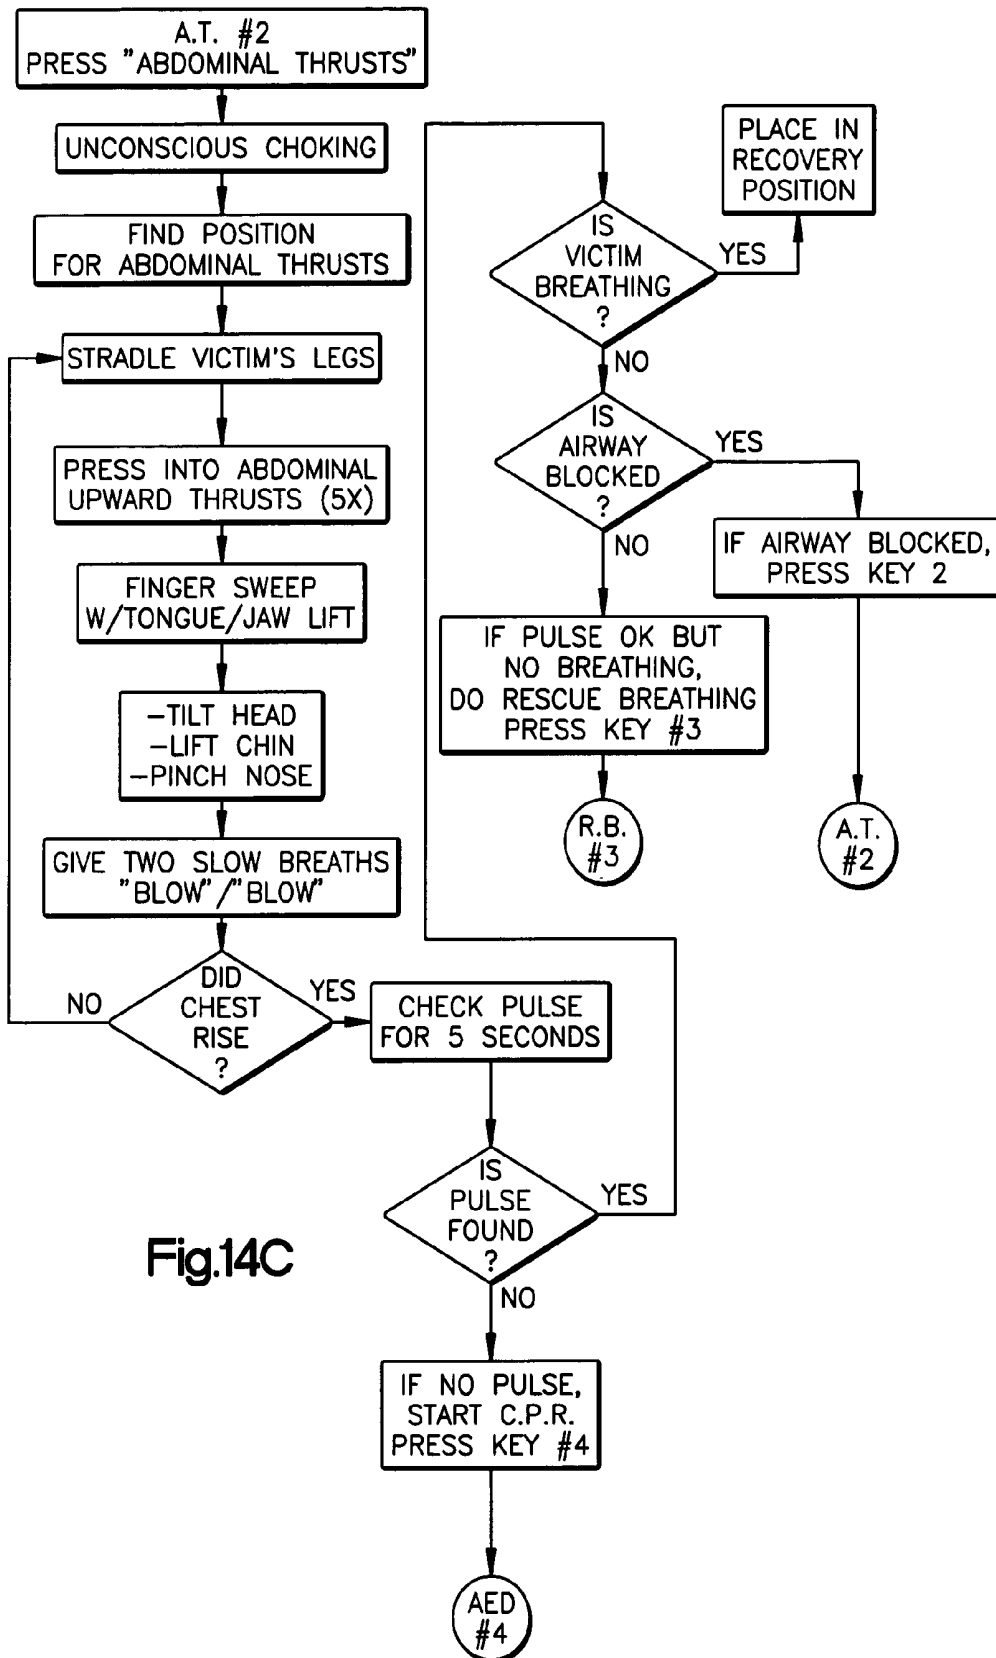 A.T. #2
PRESS "ABDOMINAL THRUSTS"
UNCONSCIOUS CHOKING
FIND POSITION
FOR ABDOMINAL THRUSTS
STRADLE VICTIM'S LEGS
PRESS INTO ABDOMINAL
UPWARD THRUSTS (5X)
FINGER SWEEP
W/TONGUE/JAW LIFT
-TILT HEAD
-LIFT CHIN
-PINCH NOSE
GIVE TWO SLOW BREATHS
"BLOW"/"BLOW"
DID
CHEST
RISE
?
NO
YES
CHECK PULSE
FOR 5 SECONDS
IS
PULSE
FOUND
?
YES
NO
IF NO PULSE,
START C.P.R.
PRESS KEY #4
AED
#4
IS
VICTIM
BREATHING
?
YES
PLACE IN
RECOVERY
POSITION
NO
IS
AIRWAY
BLOCKED
?
YES
IF AIRWAY BLOCKED,
PRESS KEY 2
A.T.
#2
NO
IF PULSE OK BUT
NO BREATHING,
DO RESCUE BREATHING
PRESS KEY #3
R.B.
#3
Fig.14C